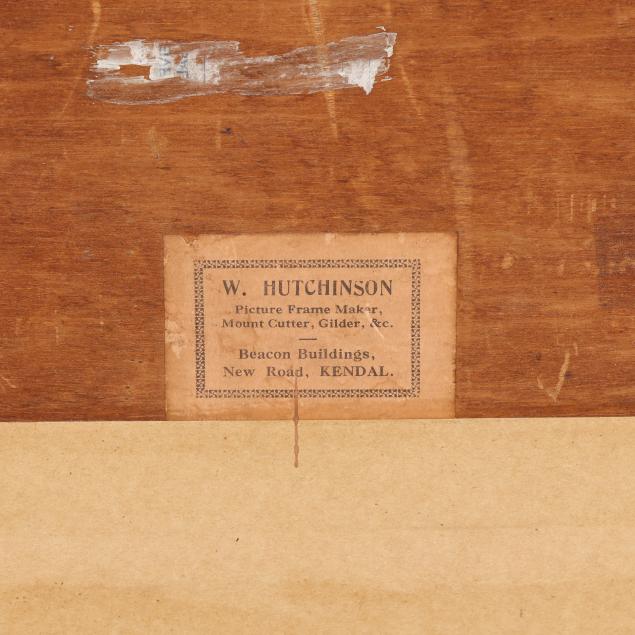 W. HUTCHINSON
Picture Frame Maker,
Mount Cutter, Gilder, &c.
Beacon Buildings,
New Road, KENDAL.